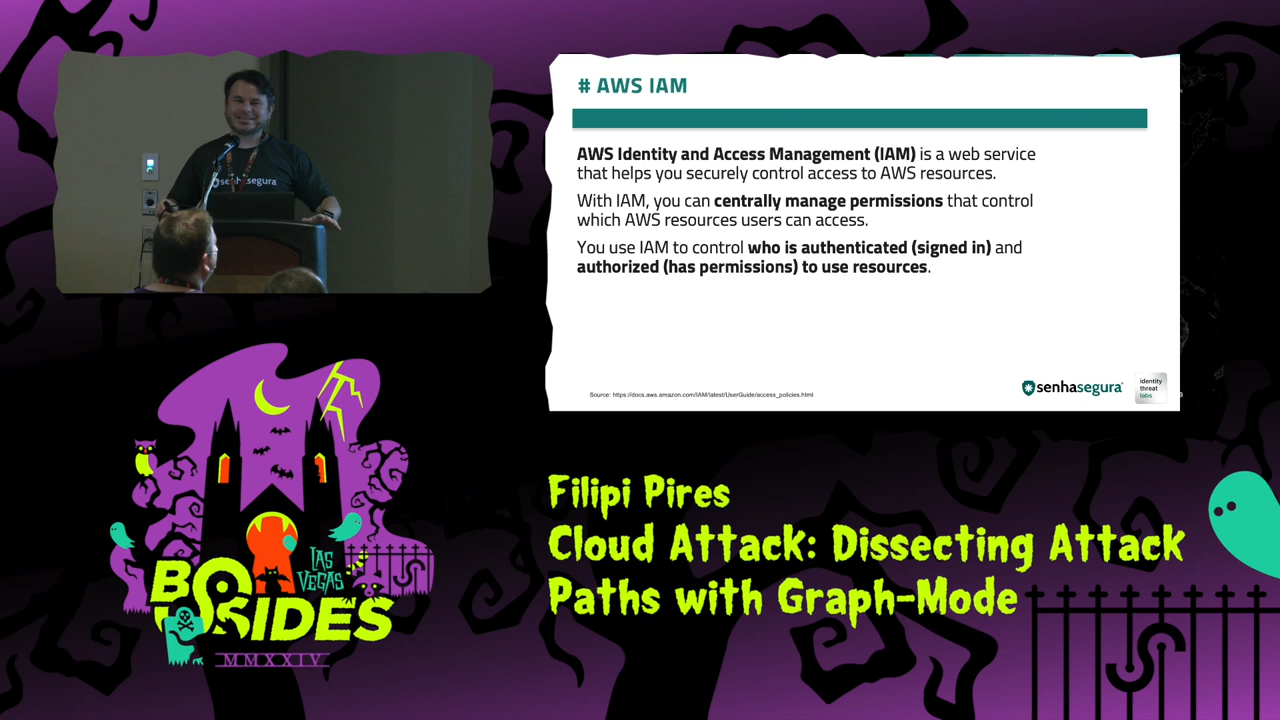 # AWS IAM
AWS Identity and Access Management (IAM) is a web service
that helps you securely control access to AWS resources.
With IAM, you can centrally manage permissions that control
which AWS resources users can access.
You use IAM to control who is authenticated (signed in) and
authorized (has permissions) to use resources.
Source: https://docs.aws.amazon.com/IAM/latest/UserGuide/access_policies.html
senhasegura
identity
threat
labs
senhasegura
LAS
VEGAS
BSIDES
MMXXIV
Filipi Pires
Cloud Attack: Dissecting Attack
Paths with Graph-Mode